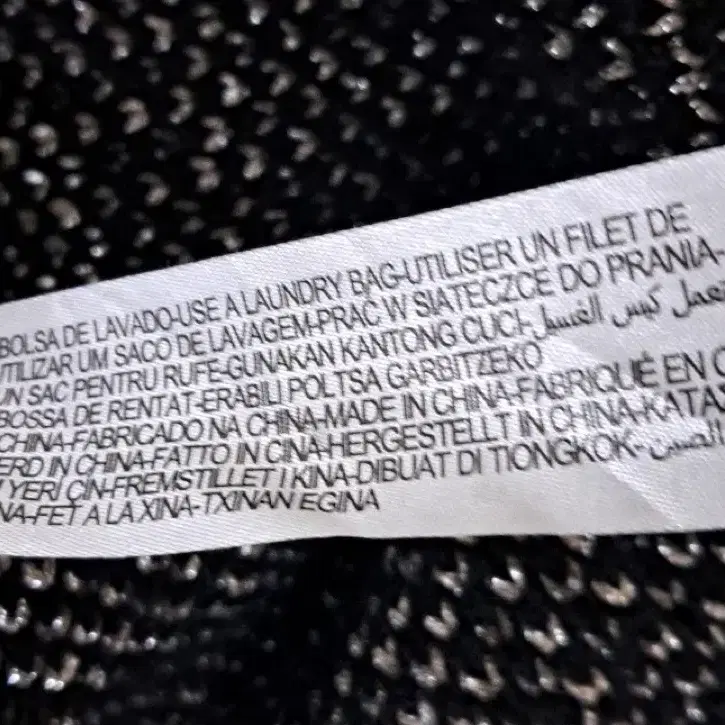 BOLSA DE LAVADO-USE A LAUNDRY BAG-UTILISER UN FILET DE
UTILIZAR UM SACO DE LAVAGEM-PRAĆ W SIATECZCE DO PRANIA-
UN SAC PENTRU RUFE-GUNAKAN KANTONG CUCI- كيس الغسيل
BOSSA DE RENTAT-ERABILI POLTSA GARBITZEKO
CHINA-FABRICADO NA CHINA-MADE IN CHINA-FABRIQUÉ EN C
ERD IN CHINA-FATTO IN CINA-HERGESTELLT IN CHINA-KATA
YERİ ÇİN-FREMSTILLET I KINA-DIBUAT DI TIONGKOK-
NA-FET A LA XINA-TXINAN EGINA